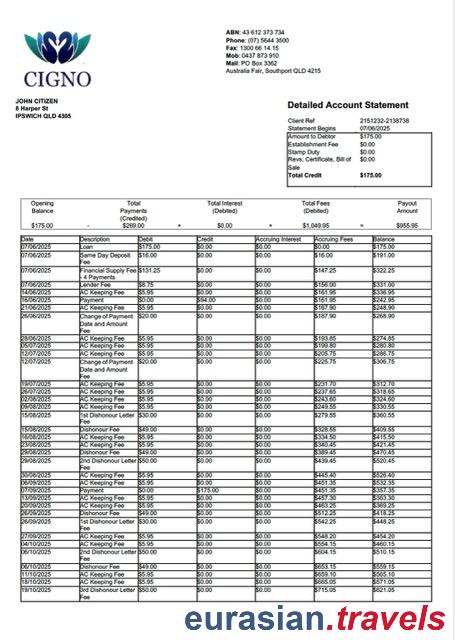 CIGNO
ABN: 43 612 373 734
Phone: (07) 5644 3500
Fax: 1300 66 14 15
Mob: 0437 873 910
Mail: PO Box 3362
Australia Fair, Southport QLD 4215
JOHN CITIZEN
8 Harper St
IPSWICH QLD 4305
Detailed Account Statement
Client Ref 2151232-2138738
Statement Begins 07/06/2025
Amount to Debtor $175.00
Establishment Fee $0.00
Stamp Duty $0.00
Revs, Certificate, Bill of $0.00
Sale
Total Credit $175.00
Opening Total Total Interest Total Fees Payout
Balance Payments (Debited) (Debited) Amount
(Credited)
$175.00 - $269.00 + $0.00 + $1,049.95 = $955.95
Date Description Debit Credit Accruing Interest Accruing Fees Balance
07/06/2025 Loan $175.00 $0.00 $0.00 $0.00 $175.00
07/06/2025 Same Day Deposit $16.00 $0.00 $0.00 $16.00 $191.00
Fee
07/06/2025 Financial Supply Fee $131.25 $0.00 $0.00 $147.25 $322.25
- 4 Payments
07/06/2025 Lender Fee $8.75 $0.00 $0.00 $156.00 $331.00
14/06/2025 AC Keeping Fee $5.95 $0.00 $0.00 $161.95 $336.95
16/06/2025 Payment $0.00 $94.00 $0.00 $161.95 $242.95
21/06/2025 AC Keeping Fee $5.95 $0.00 $0.00 $167.90 $248.90
26/06/2025 Change of Payment $20.00 $0.00 $0.00 $187.90 $268.90
Date and Amount
Fee
28/06/2025 AC Keeping Fee $5.95 $0.00 $0.00 $193.85 $274.85
05/07/2025 AC Keeping Fee $5.95 $0.00 $0.00 $199.80 $280.80
12/07/2025 AC Keeping Fee $5.95 $0.00 $0.00 $205.75 $286.75
12/07/2025 Change of Payment $20.00 $0.00 $0.00 $225.75 $306.75
Date and Amount
Fee
19/07/2025 AC Keeping Fee $5.95 $0.00 $0.00 $231.70 $312.70
26/07/2025 AC Keeping Fee $5.95 $0.00 $0.00 $237.65 $318.65
02/08/2025 AC Keeping Fee $5.95 $0.00 $0.00 $243.60 $324.60
09/08/2025 AC Keeping Fee $5.95 $0.00 $0.00 $249.55 $330.55
15/08/2025 1st Dishonour Letter $30.00 $0.00 $0.00 $279.55 $360.55
Fee
15/08/2025 Dishonour Fee $49.00 $0.00 $0.00 $328.55 $409.55
16/08/2025 AC Keeping Fee $5.95 $0.00 $0.00 $334.50 $415.50
23/08/2025 AC Keeping Fee $5.95 $0.00 $0.00 $340.45 $421.45
29/08/2025 Dishonour Fee $49.00 $0.00 $0.00 $389.45 $470.45
29/08/2025 2nd Dishonour Letter $50.00 $0.00 $0.00 $439.45 $520.45
Fee
30/08/2025 AC Keeping Fee $5.95 $0.00 $0.00 $445.40 $526.40
06/09/2025 AC Keeping Fee $5.95 $0.00 $0.00 $451.35 $532.35
07/09/2025 Payment $0.00 $175.00 $0.00 $451.35 $357.35
13/09/2025 AC Keeping Fee $5.95 $0.00 $0.00 $457.30 $363.30
20/09/2025 AC Keeping Fee $5.95 $0.00 $0.00 $463.25 $369.25
26/09/2025 Dishonour Fee $49.00 $0.00 $0.00 $512.25 $418.25
26/09/2025 1st Dishonour Letter $30.00 $0.00 $0.00 $542.25 $448.25
Fee
27/09/2025 AC Keeping Fee $5.95 $0.00 $0.00 $548.20 $454.20
04/10/2025 AC Keeping Fee $5.95 $0.00 $0.00 $554.15 $460.15
06/10/2025 2nd Dishonour Letter $50.00 $0.00 $0.00 $604.15 $510.15
Fee
06/10/2025 Dishonour Fee $49.00 $0.00 $0.00 $653.15 $559.15
11/10/2025 AC Keeping Fee $5.95 $0.00 $0.00 $659.10 $565.10
18/10/2025 AC Keeping Fee $5.95 $0.00 $0.00 $665.05 $571.05
19/10/2025 3rd Dishonour Letter $50.00 $0.00 $0.00 $715.05 $621.05
Fee
eurasian.travels